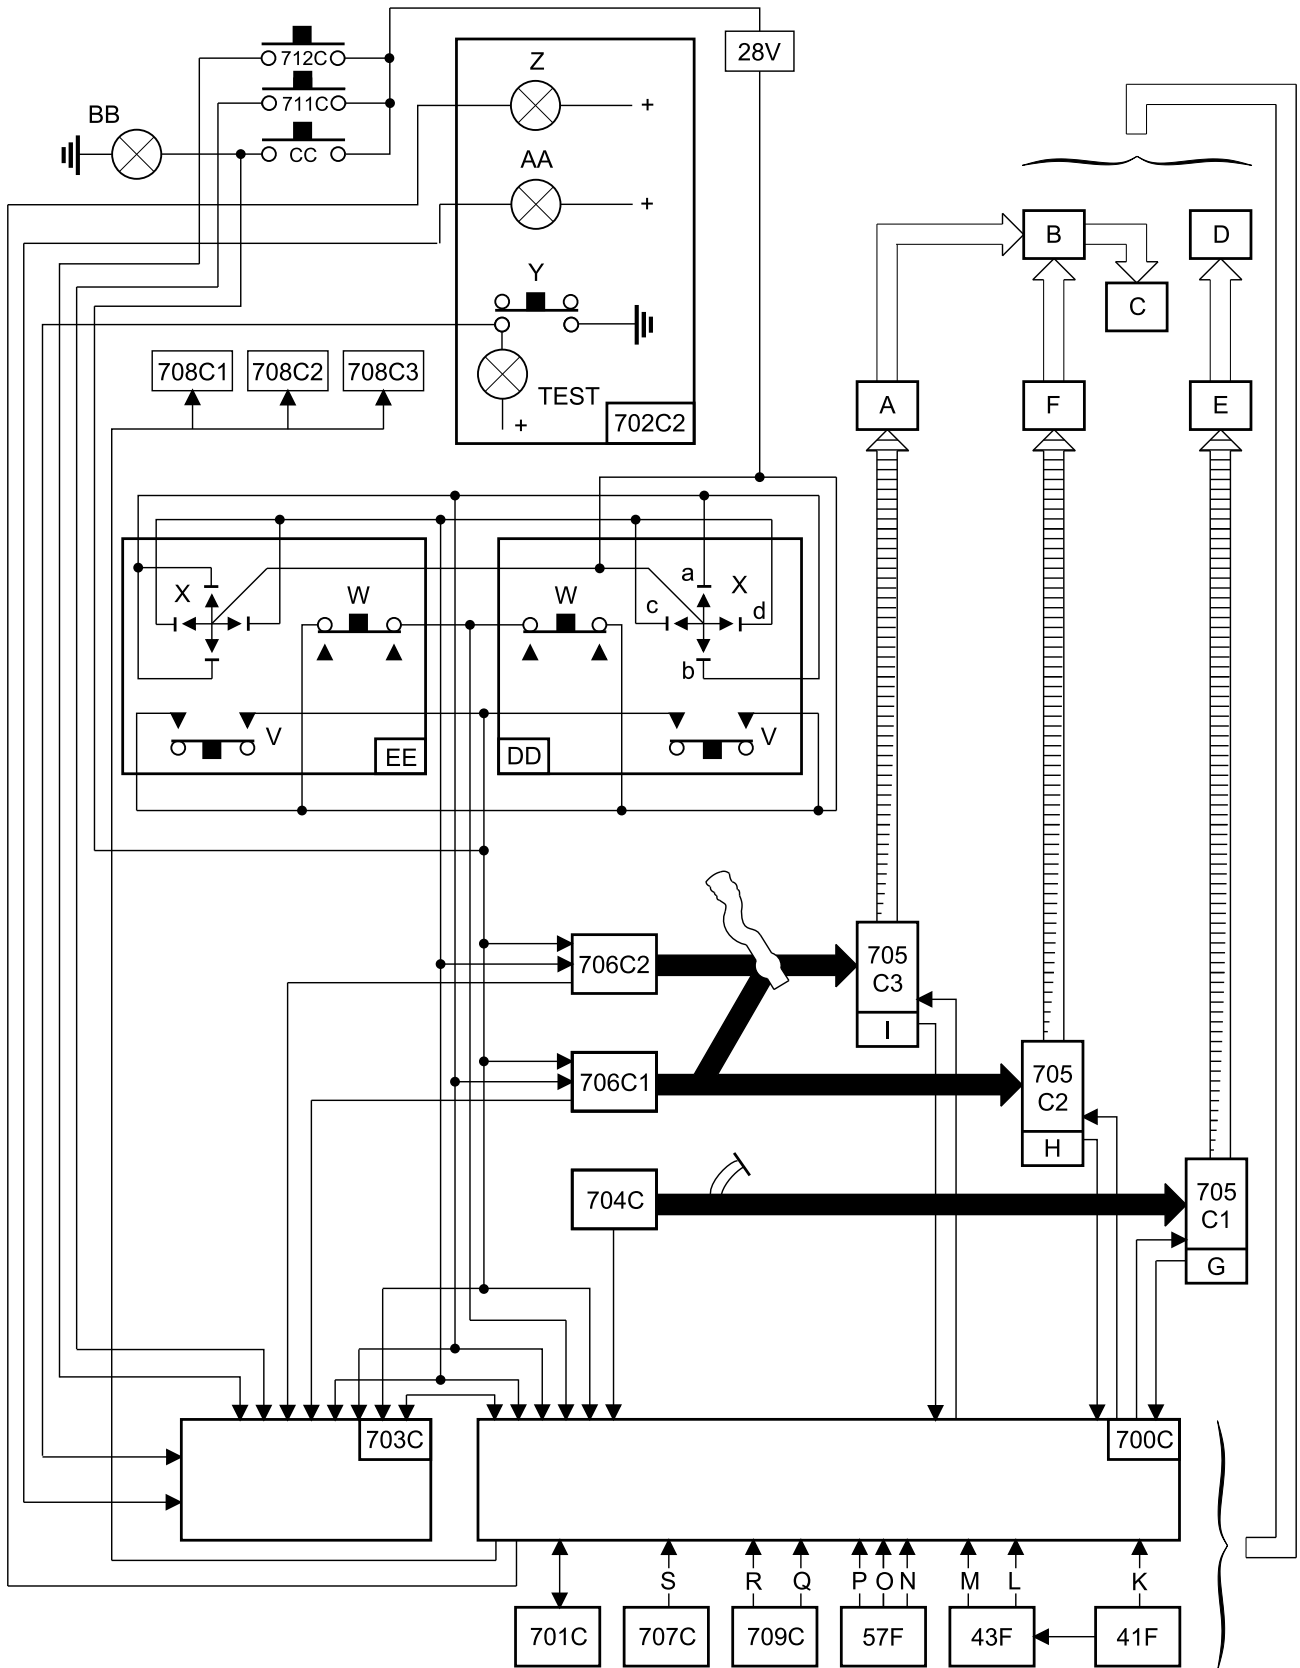 28V
712C
711C
CC
BB
Z
+
AA
+
Y
TEST
+
702C2
708C1 708C2 708C3
B
D
C
A
F
E
X
W
W
a
X
c
d
b
V
EE
DD
V
706C2
705
C3
I
706C1
705
C2
H
704C
705
C1
G
703C
700C
S R Q P O N M L K
701C 707C 709C 57F 43F 41F